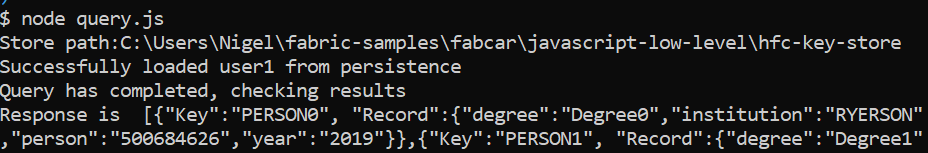 $ node query.js
Store path:C:\Users\Nigel\fabric-samples\fabcar\javascript-low-level\hfc-key-store
Successfully loaded user1 from persistence
Query has completed, checking results
Response is  [{"Key":"PERSON0", "Record":{"degree":"Degree0","institution":"RYERSON"
,"person":"500684626","year":"2019"}},{"Key":"PERSON1", "Record":{"degree":"Degree1"